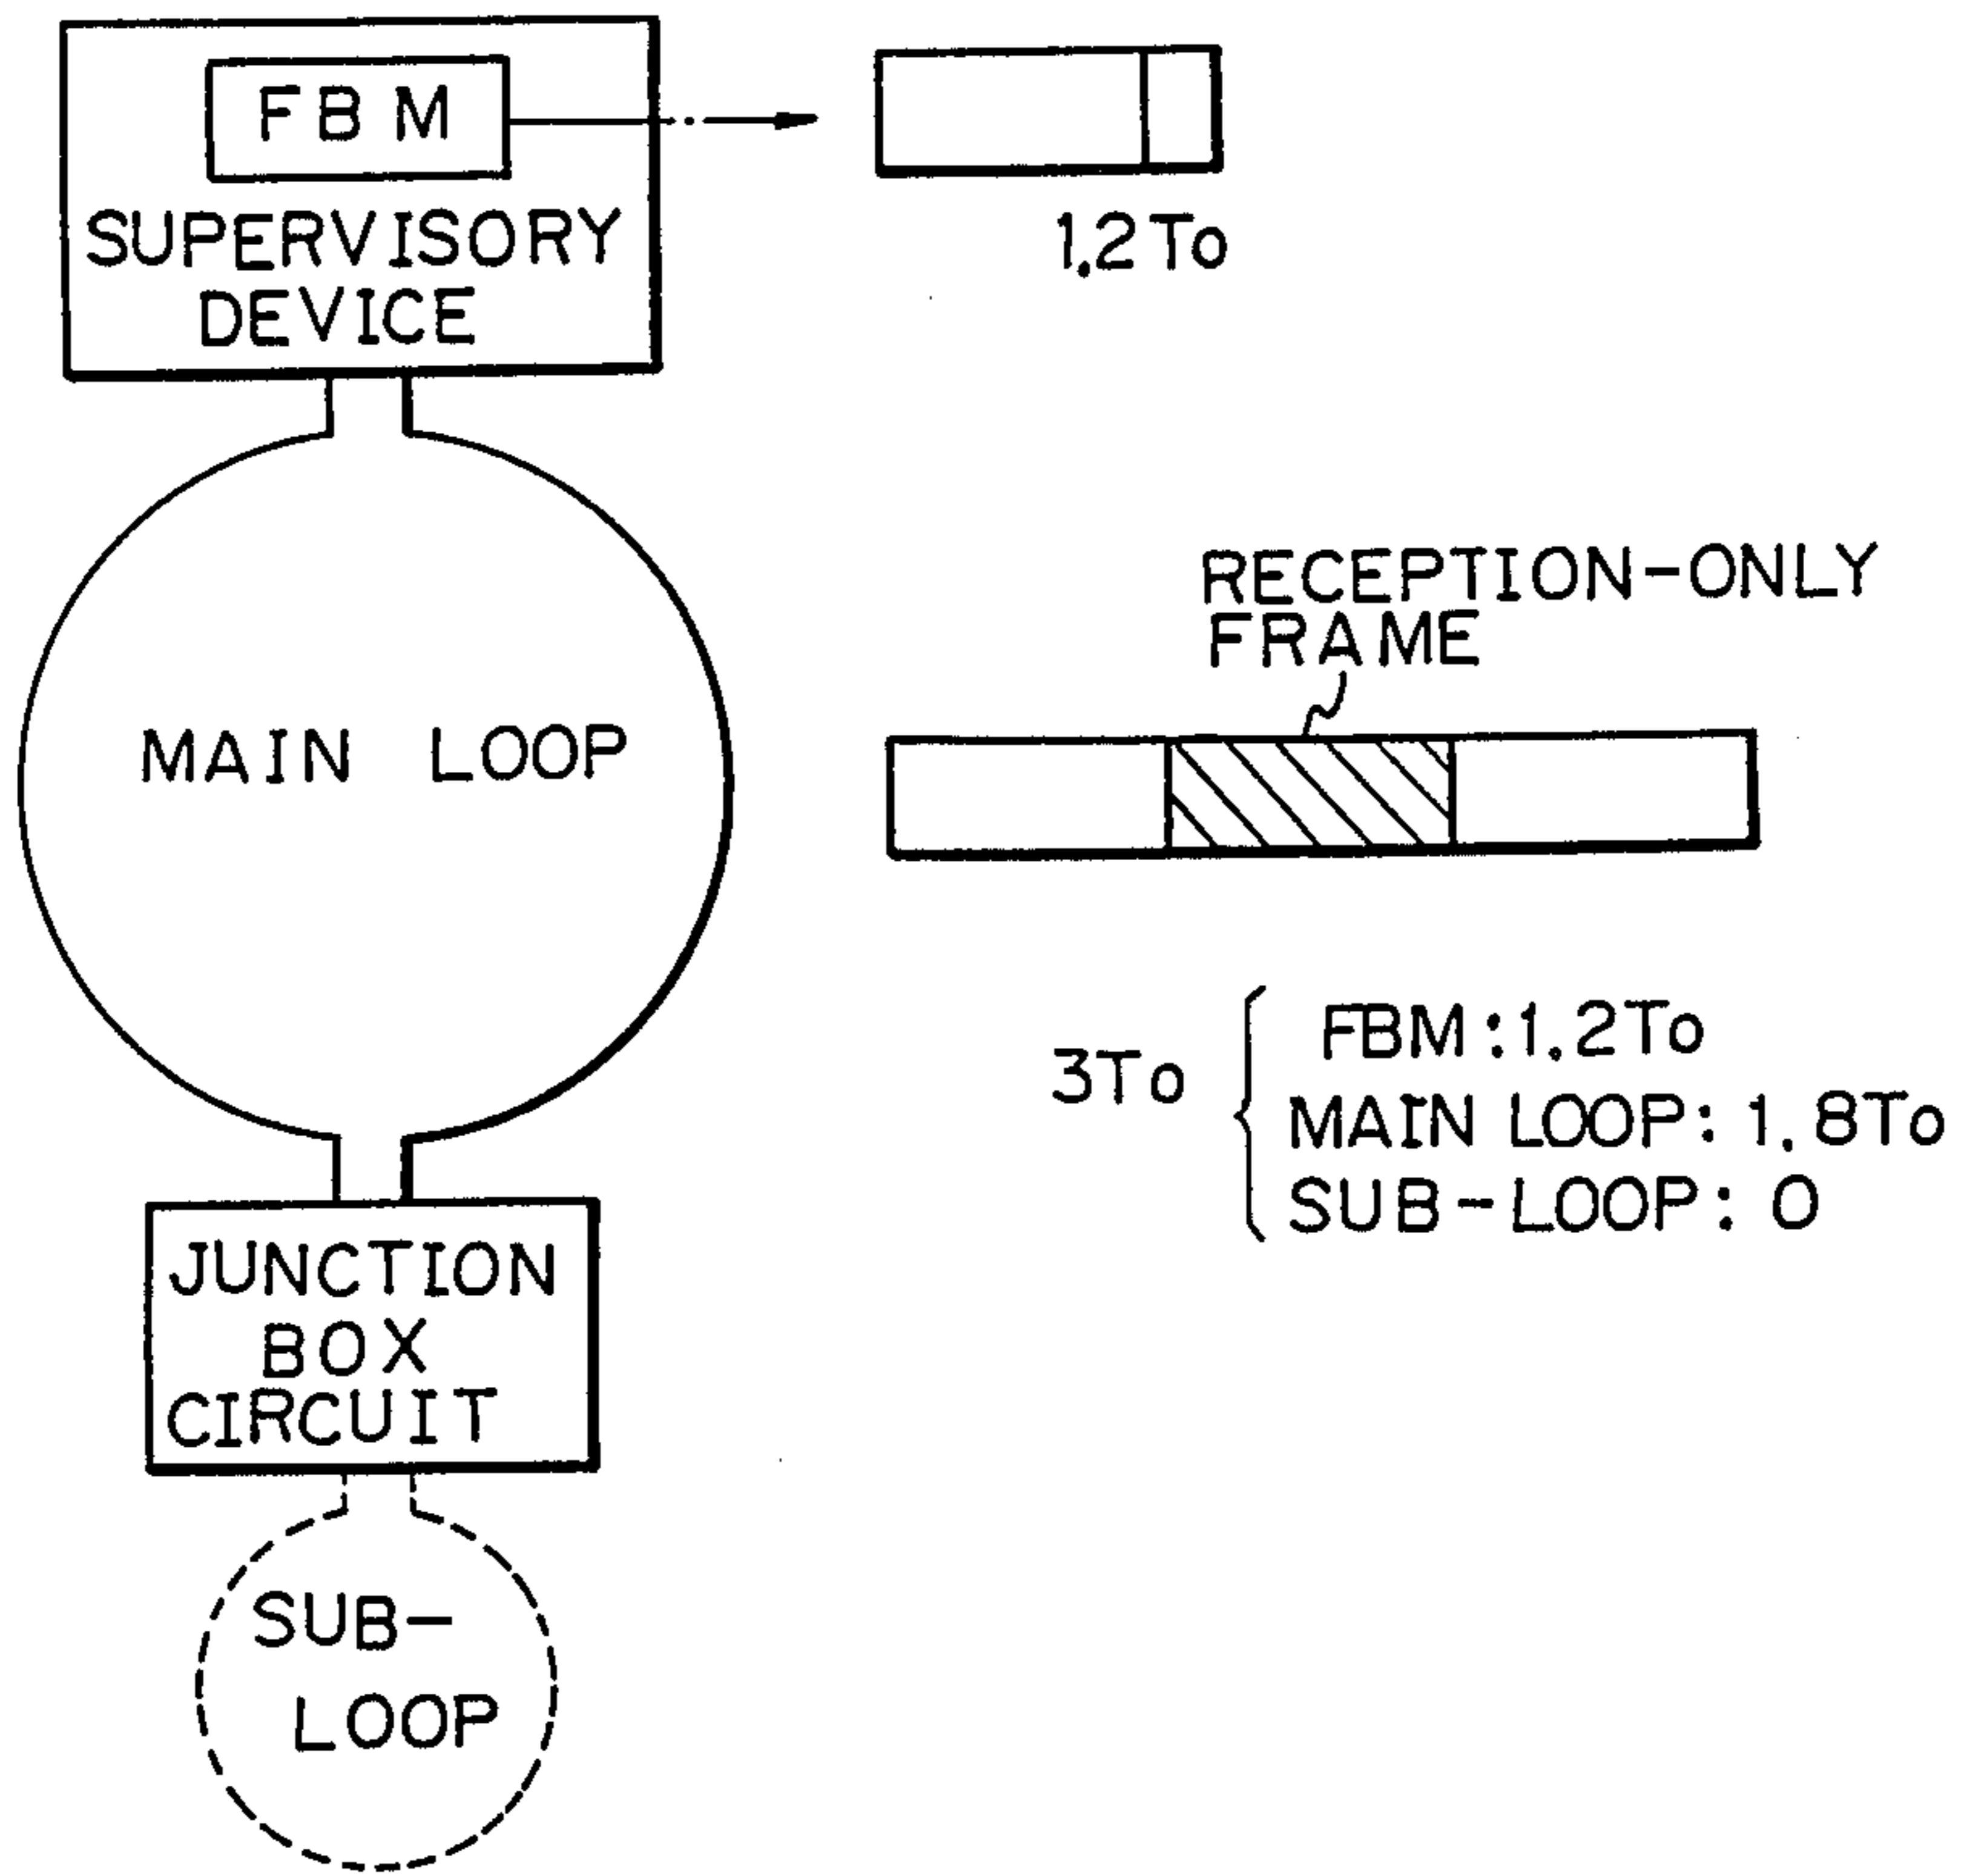 FBM
SUPERVISORY
DEVICE
1.2To
MAIN LOOP
RECEPTION-ONLY
FRAME
3To
FBM:1.2To
MAIN LOOP: 1.8To
SUB-LOOP: 0
JUNCTION
BOX
CIRCUIT
SUB-
LOOP